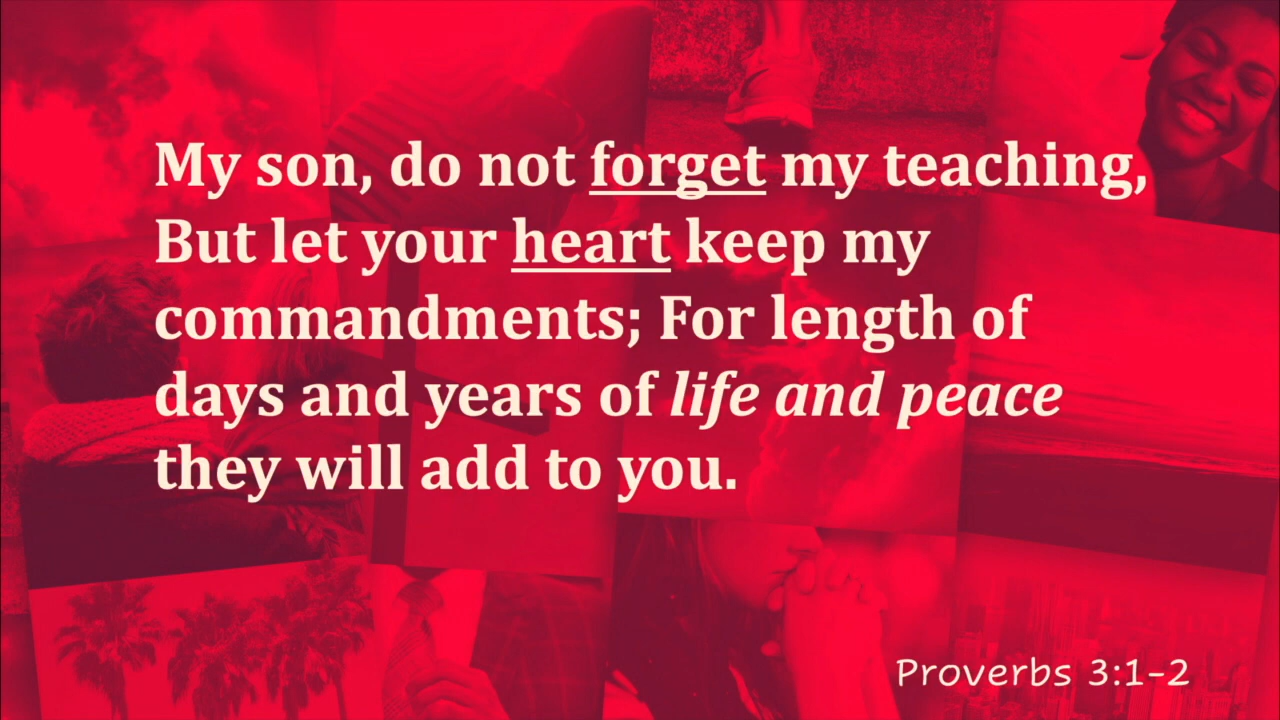 My son, do not forget my teaching,
But let your heart keep my
commandments; For length of
days and years of life and peace
they will add to you.
Proverbs 3:1-2